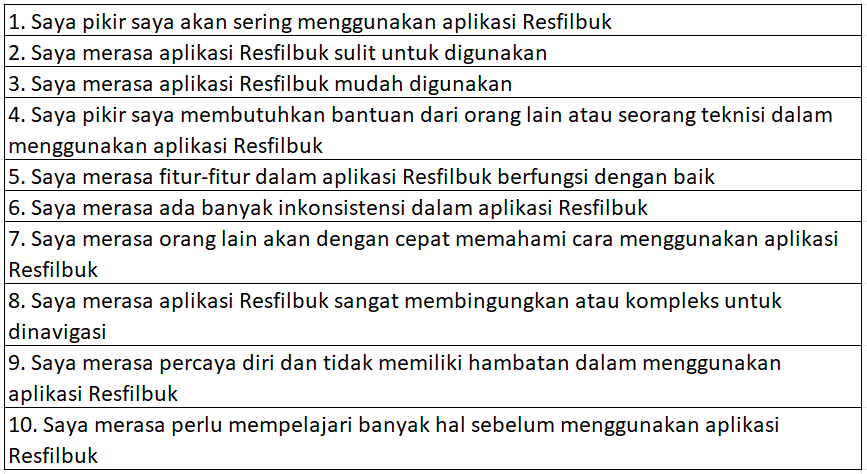 1. Saya pikir saya akan sering menggunakan aplikasi Resfilbuk
2. Saya merasa aplikasi Resfilbuk sulit untuk digunakan
3. Saya merasa aplikasi Resfilbuk mudah digunakan
4. Saya pikir saya membutuhkan bantuan dari orang lain atau seorang teknisi dalam
menggunakan aplikasi Resfilbuk
5. Saya merasa fitur-fitur dalam aplikasi Resfilbuk berfungsi dengan baik
6. Saya merasa ada banyak inkonsistensi dalam aplikasi Resfilbuk
7. Saya merasa orang lain akan dengan cepat memahami cara menggunakan aplikasi
Resfilbuk
8. Saya merasa aplikasi Resfilbuk sangat membingungkan atau kompleks untuk
dinavigasi
9. Saya merasa percaya diri dan tidak memiliki hambatan dalam menggunakan
aplikasi Resfilbuk
10. Saya merasa perlu mempelajari banyak hal sebelum menggunakan aplikasi
Resfilbuk